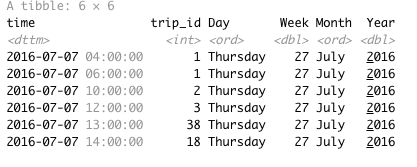 A tibble: 6 × 6
time trip_id Day Week Month Year
<dttm> <int> <ord> <dbl> <ord> <dbl>
2016-07-07 04:00:00 1 Thursday 27 July 2016
2016-07-07 06:00:00 1 Thursday 27 July 2016
2016-07-07 10:00:00 2 Thursday 27 July 2016
2016-07-07 12:00:00 3 Thursday 27 July 2016
2016-07-07 13:00:00 38 Thursday 27 July 2016
2016-07-07 14:00:00 18 Thursday 27 July 2016